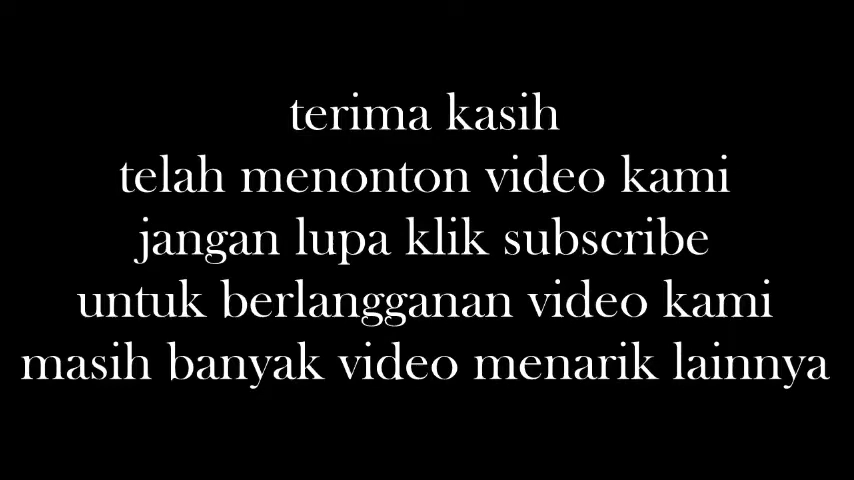 terima kasih
telah menonton video kami
jangan lupa klik subscribe
untuk berlangganan video kami
masih banyak video menarik lainnya